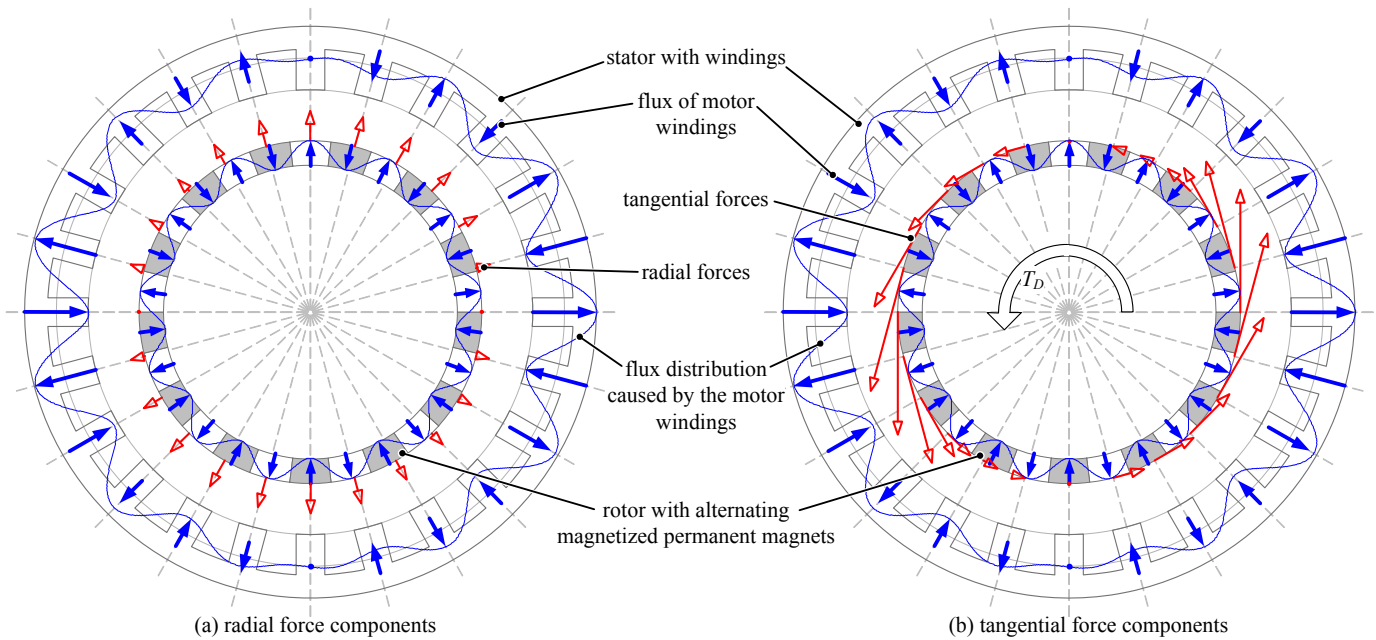 stator with windings
flux of motor
windings
tangential forces
radial forces
T_D
flux distribution
caused by the motor
windings
rotor with alternating
magnetized permanent magnets
(a) radial force components
(b) tangential force components